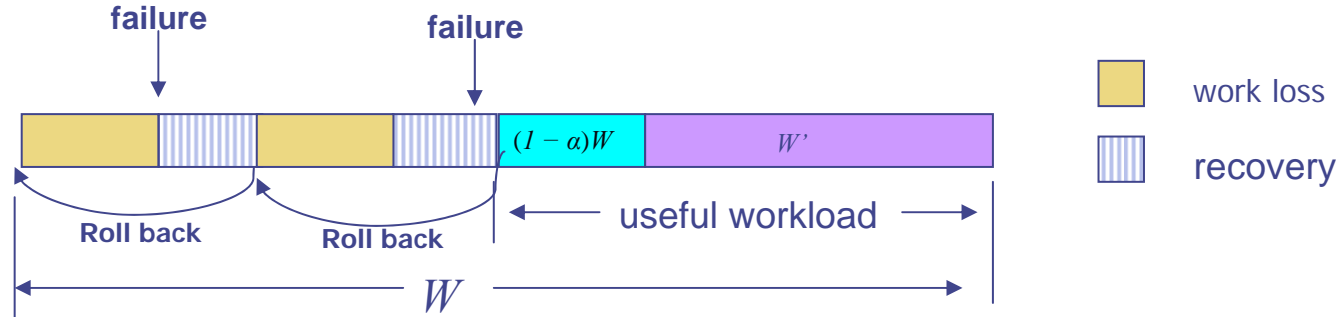 failure
failure
work loss
(1 − α)W
W’
recovery
Roll back
Roll back
useful workload
W